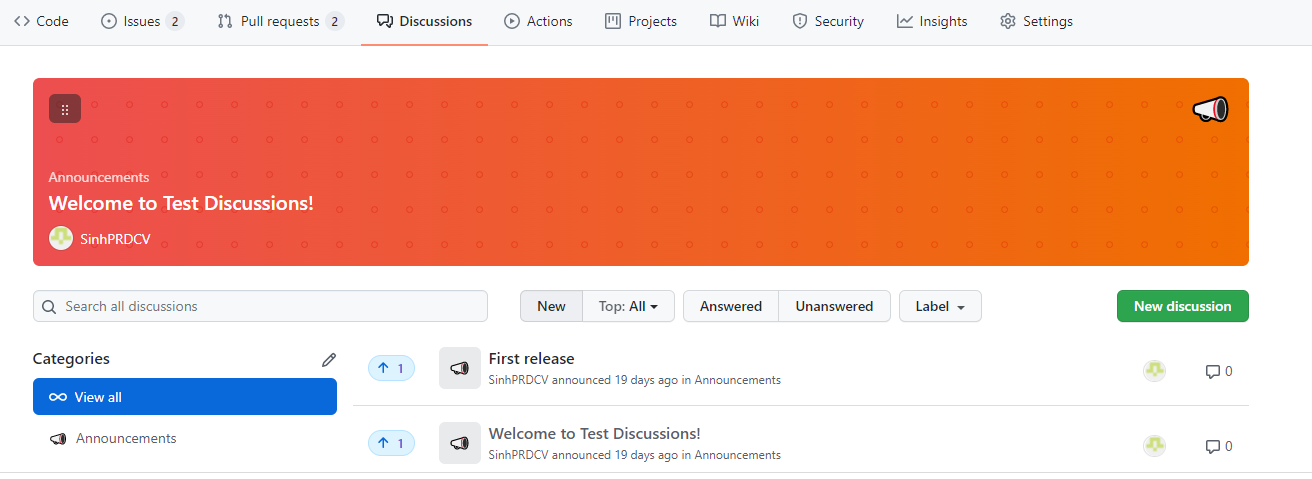 Code Issues 2 Pull requests 2 Discussions Actions Projects Wiki Security Insights Settings
Announcements
Welcome to Test Discussions!
SinhPRDCV
Search all discussions New Top: All Answered Unanswered Label New discussion
Categories
View all
Announcements
1 First release
SinhPRDCV announced 19 days ago in Announcements
0
1 Welcome to Test Discussions!
SinhPRDCV announced 19 days ago in Announcements
0